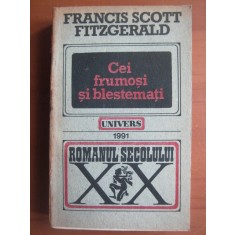 FRANCIS SCOTT
FITZGERALD
Cei
frumoși
și blestemați
UNIVERS
1991
ROMANUL SECOLULUI
XX